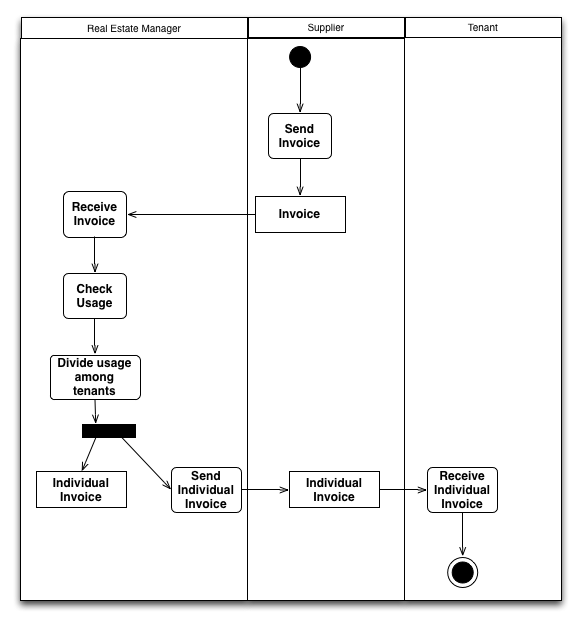 Real Estate Manager
Supplier
Tenant
Send
Invoice
Invoice
Receive
Invoice
Check
Usage
Divide usage
among
tenants
Individual
Invoice
Send
Individual
Invoice
Individual
Invoice
Receive
Individual
Invoice